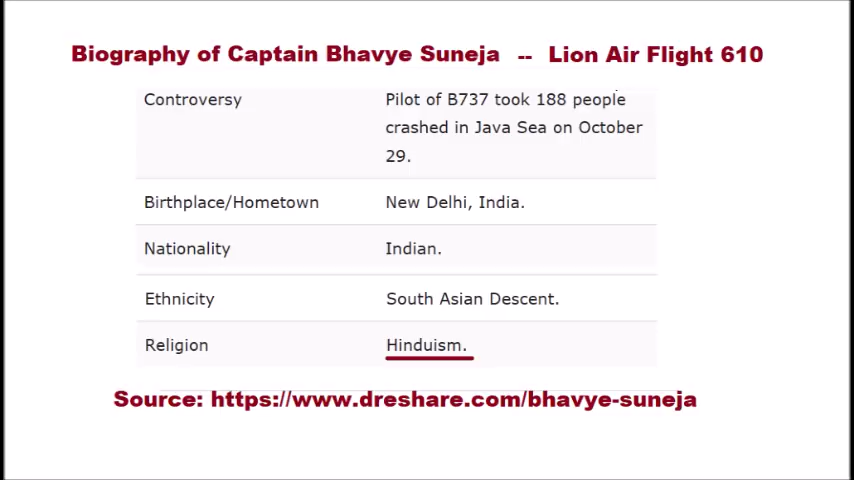 Biography of Captain Bhavye Suneja -- Lion Air Flight 610
Controversy Pilot of B737 took 188 people
crashed in Java Sea on October
29.
Birthplace/Hometown New Delhi, India.
Nationality Indian.
Ethnicity South Asian Descent.
Religion Hinduism.
Source: https://www.dreshare.com/bhavye-suneja